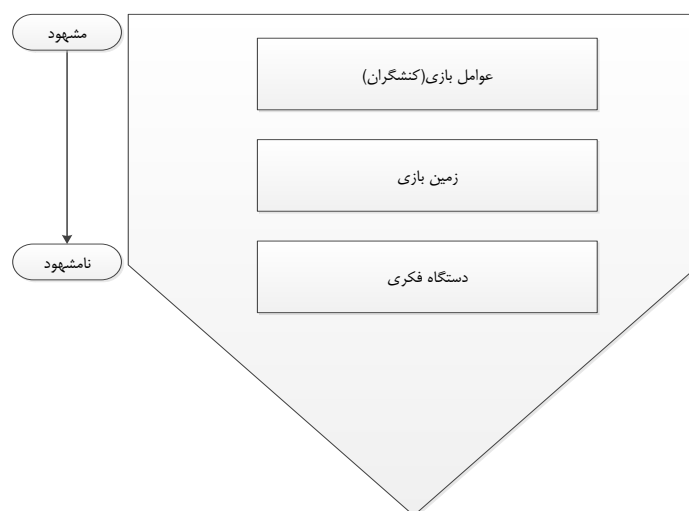 مشهود
عوامل بازی(کنشگران)
زمین بازی
نامشهود
دستگاه فکری